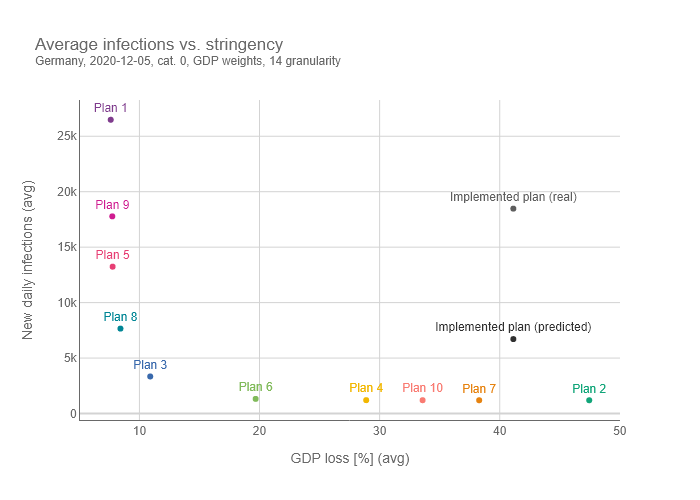 Average infections vs. stringency
Germany, 2020-12-05, cat. 0, GDP weights, 14 granularity
Plan 1
25k
20k
Implemented plan (real)
Plan 9
15k
Plan 5
10k
Plan 8
Implemented plan (predicted)
5k
Plan 3
Plan 6
Plan 4
Plan 10
Plan 7
Plan 2
0
10
20
30
40
50
New daily infections (avg)
GDP loss [%] (avg)